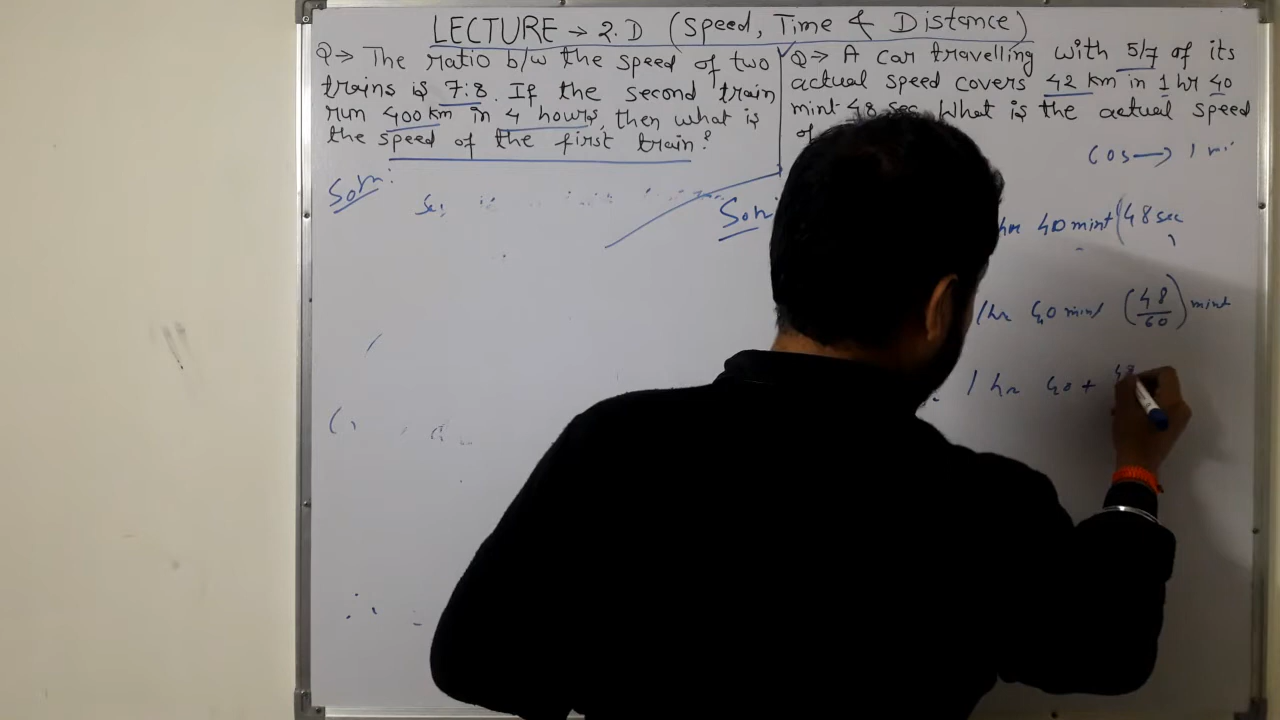 LECTURE → 2.D (Speed, Time & Distance)
Q→ The ratio b/w the speed of two
trains is 7:8. If the second train
run 400 km in 4 hours, then what is
the speed of the first train?
Soln:
Q→ A car travelling with 5/7 of its
actual speed covers 42 km in 1 hr 40
mint 48 sec. What is the actual speed
60s → 1 mi
Soln:
hr 40 mint (48 sec
1 hr 40 mint (48/60) mint
1 hr 40 + 48